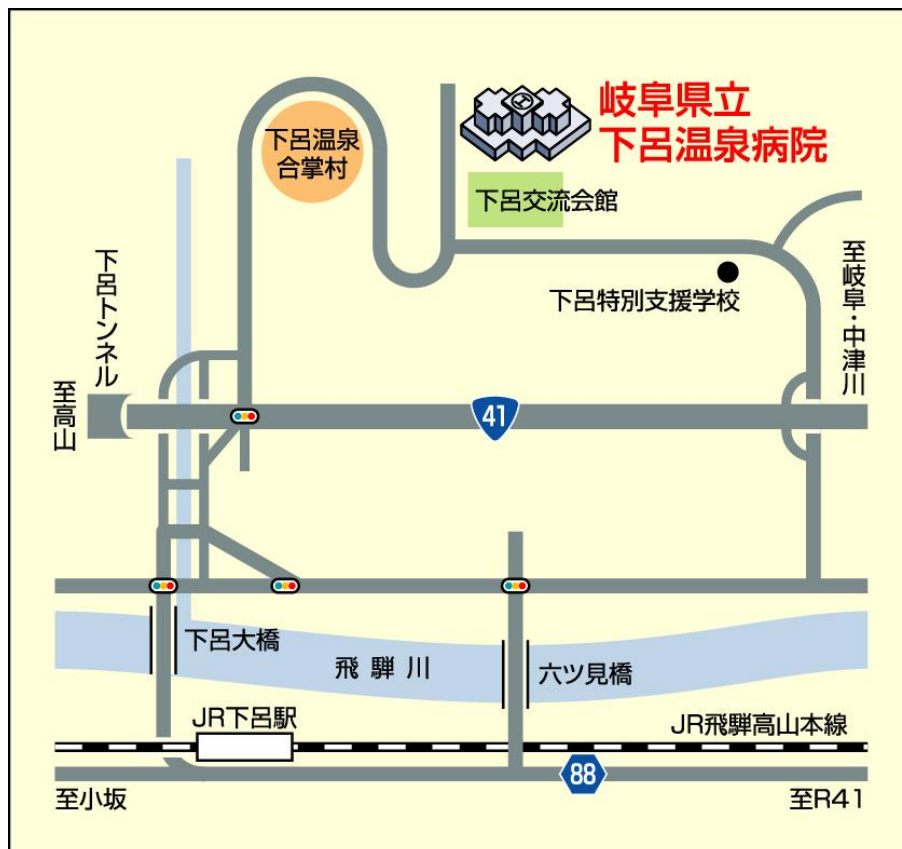 岐阜県立
下呂温泉病院
下呂温泉
合掌村
下呂交流会館
下呂特別支援学校
至岐阜・中津川
下呂トンネル
至高山
41
下呂大橋
飛騨川
六ツ見橋
JR下呂駅
JR飛騨高山本線
88
至小坂
至R41